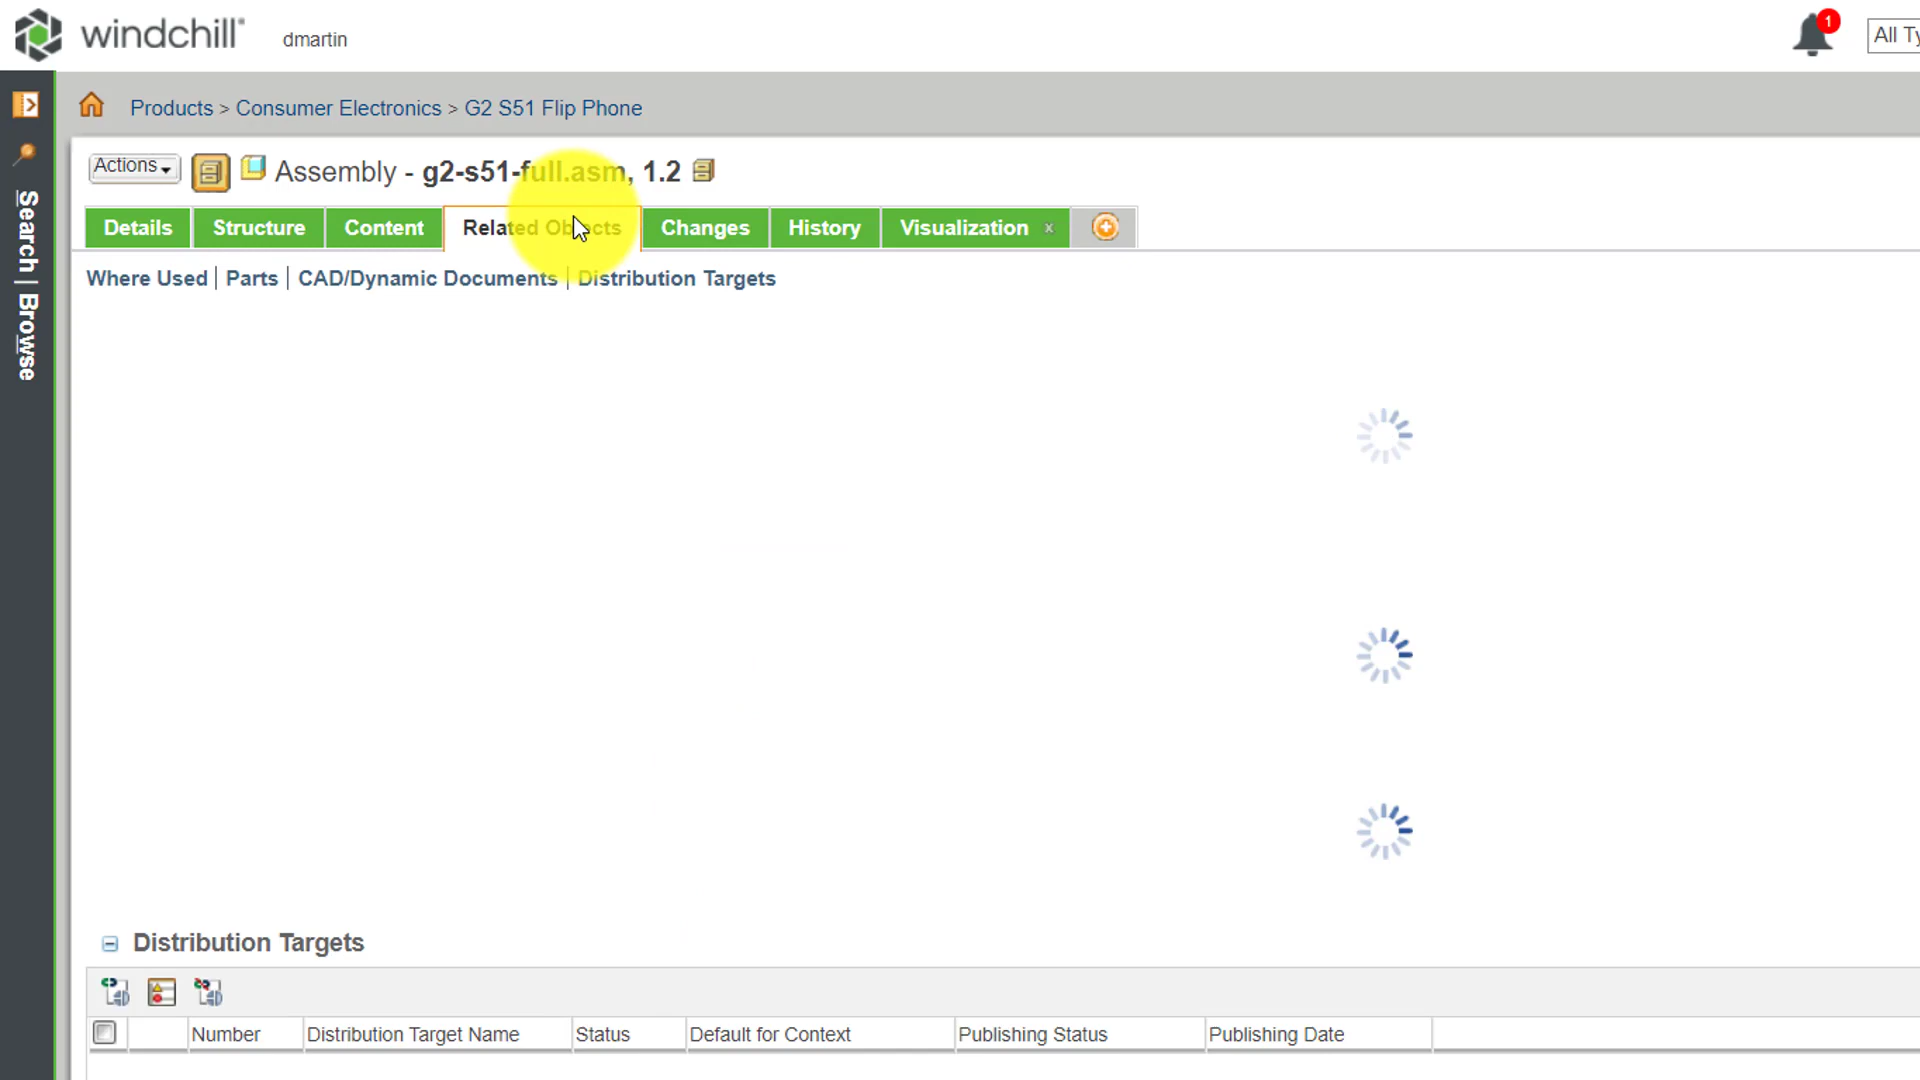 windchill® dmartin
1
All Ty
Products > Consumer Electronics > G2 S51 Flip Phone
Actions Assembly - g2-s51-full.asm, 1.2
Details Structure Content Related Objects Changes History Visualization x
Where Used | Parts | CAD/Dynamic Documents | Distribution Targets
Search | Browse
Distribution Targets
Number Distribution Target Name Status Default for Context Publishing Status Publishing Date